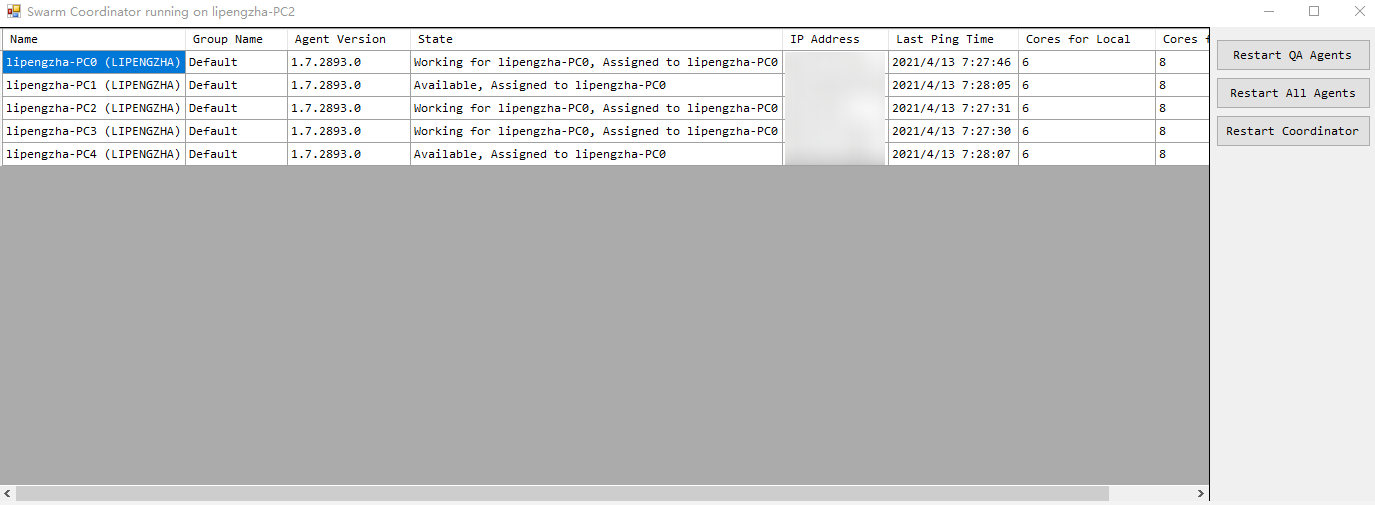 Swarm Coordinator running on lipengzha-PC2
Name Group Name Agent Version State IP Address Last Ping Time Cores for Local Cores
lipengzha-PC0 (LIPENGZHA) Default 1.7.2893.0 Working for lipengzha-PC0, Assigned to lipengzha-PC0 2021/4/13 7:27:46 6 8
lipengzha-PC1 (LIPENGZHA) Default 1.7.2893.0 Available, Assigned to lipengzha-PC0 2021/4/13 7:28:05 6 8
lipengzha-PC2 (LIPENGZHA) Default 1.7.2893.0 Working for lipengzha-PC0, Assigned to lipengzha-PC0 2021/4/13 7:27:31 6 8
lipengzha-PC3 (LIPENGZHA) Default 1.7.2893.0 Working for lipengzha-PC0, Assigned to lipengzha-PC0 2021/4/13 7:27:30 6 8
lipengzha-PC4 (LIPENGZHA) Default 1.7.2893.0 Available, Assigned to lipengzha-PC0 2021/4/13 7:28:07 6 8
Restart QA Agents
Restart All Agents
Restart Coordinator